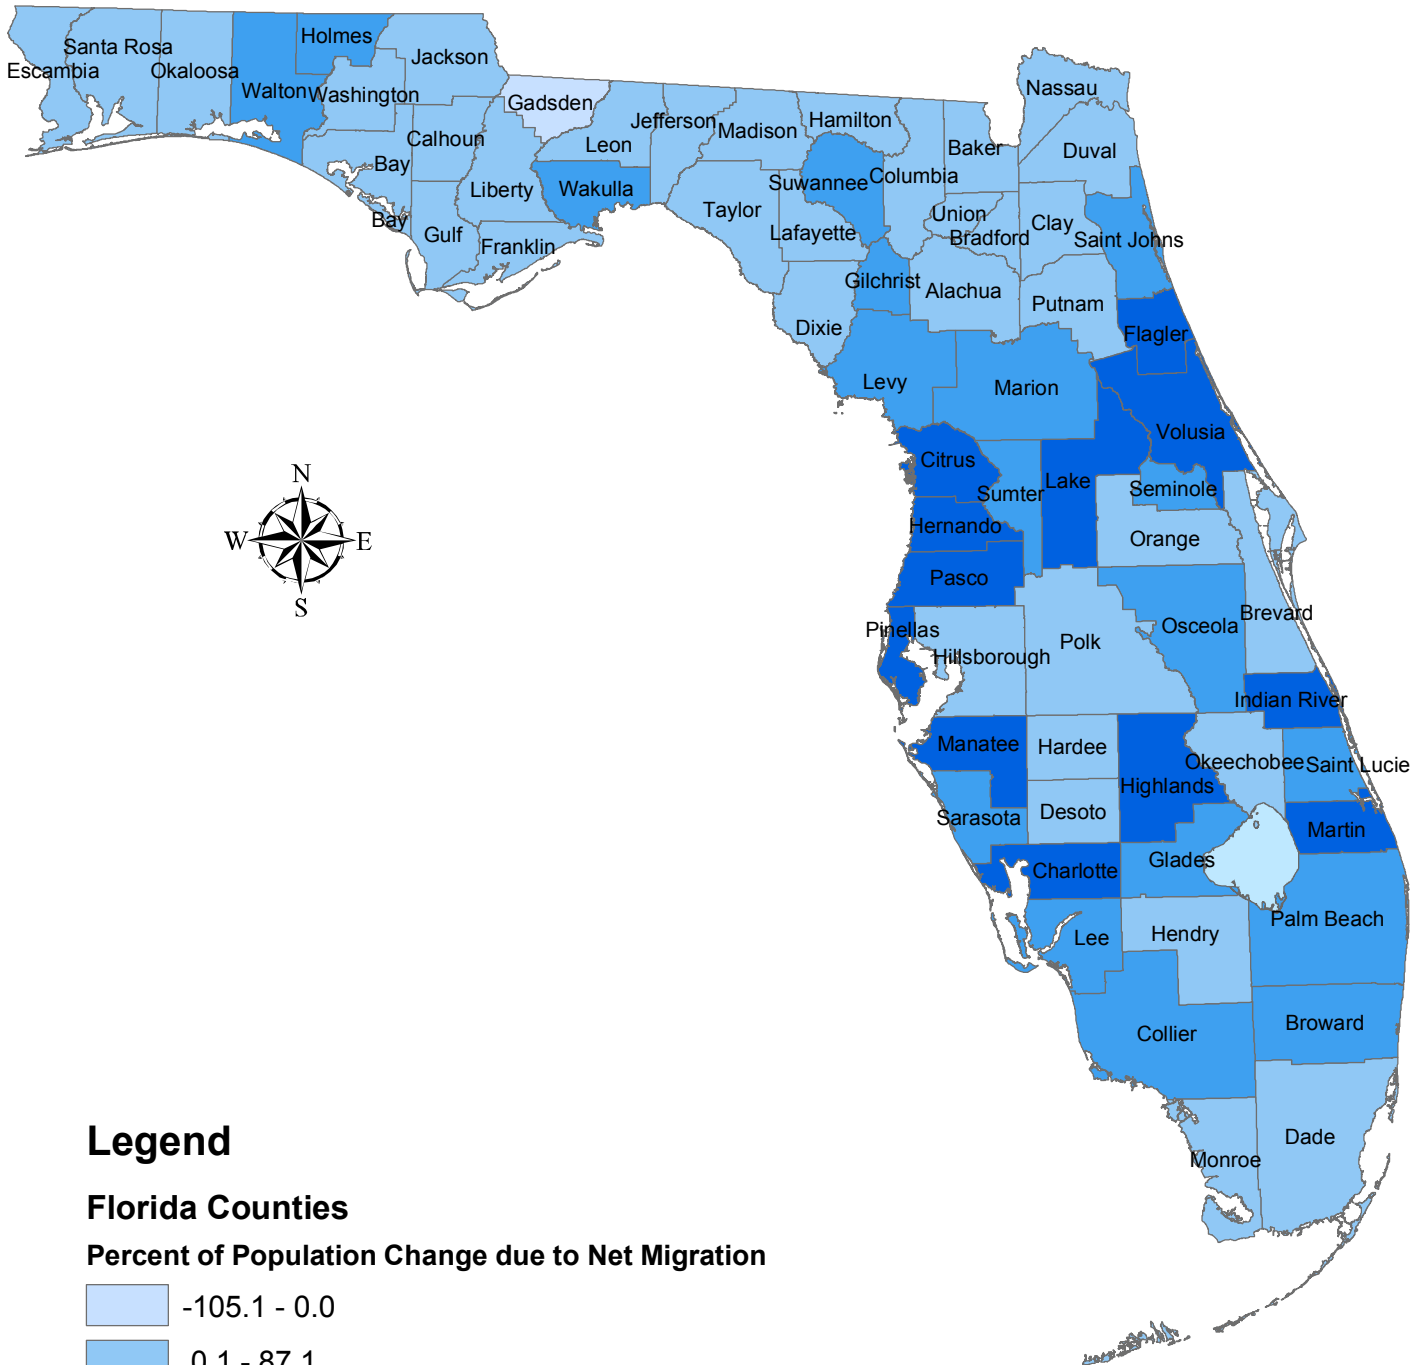 Holmes
Santa Rosa
Jackson
Escambia
Okaloosa
Walton
Washington
Gadsden
Nassau
Jefferson
Hamilton
Madison
Calhoun
Leon
Baker
Duval
Bay
Liberty
Wakulla
Suwannee
Columbia
Taylor
Union
Bay
Gulf
Franklin
Lafayette
Bradford
Clay
Saint Johns
Gilchrist
Alachua
Putnam
Dixie
Flagler
Levy
Marion
Volusia
Citrus
Sumter
Lake
Seminole
N
W
E
S
Hernando
Orange
Pasco
Brevard
Pinellas
Osceola
Polk
Hillsborough
Indian River
Manatee
Hardee
Okeechobee
Saint Lucie
Highlands
Sarasota
Desoto
Martin
Glades
Charlotte
Palm Beach
Lee
Hendry
Collier
Broward
Dade
Monroe
Legend
Florida Counties
Percent of Population Change due to Net Migration
-105.1 - 0.0
0.1 - 87.1